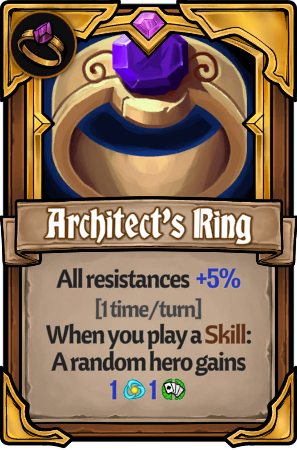 Architect's Ring
All resistances +5%
[1 time/turn]
When you play a Skill:
A random hero gains
1 1